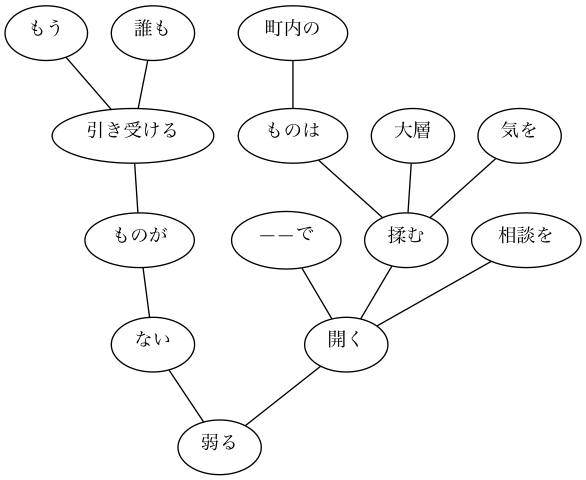 もう 誰も 町内の
引き受ける ものは 大層 気を
ものが ――で 揉む 相談を
ない 開く
弱る